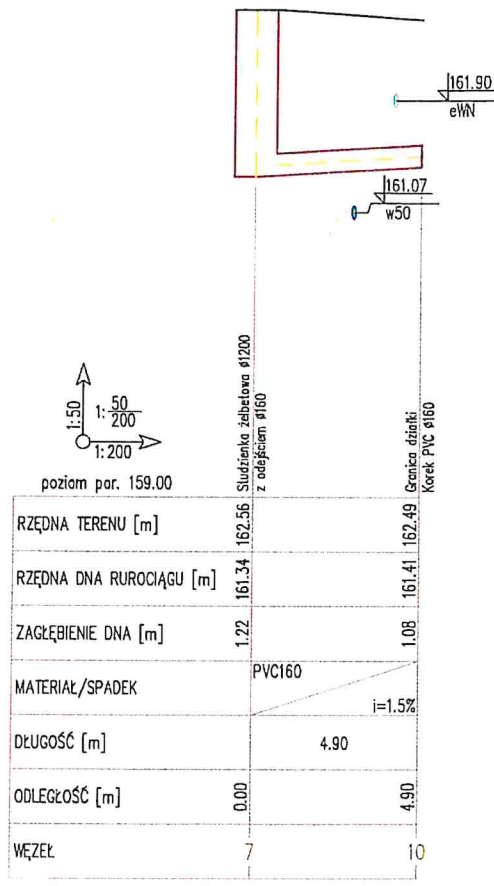 161.90
eWN
161.07
w50
Studzienka żelbetowa ø1200
z odejściem ø160
Granica działki
Korek PVC ø160
1:50
1: 50/200
1:200
poziom por. 159.00
RZĘDNA TERENU [m] 162.56 162.49
RZĘDNA DNA RUROCIĄGU [m] 161.34 161.41
ZAGŁĘBIENIE DNA [m] 1.22 1.08
MATERIAŁ/SPADEK PVC160 i=1.5%
DŁUGOŚĆ [m] 4.90
ODLEGŁOŚĆ [m] 0.00 4.90
WĘZEŁ 7 10